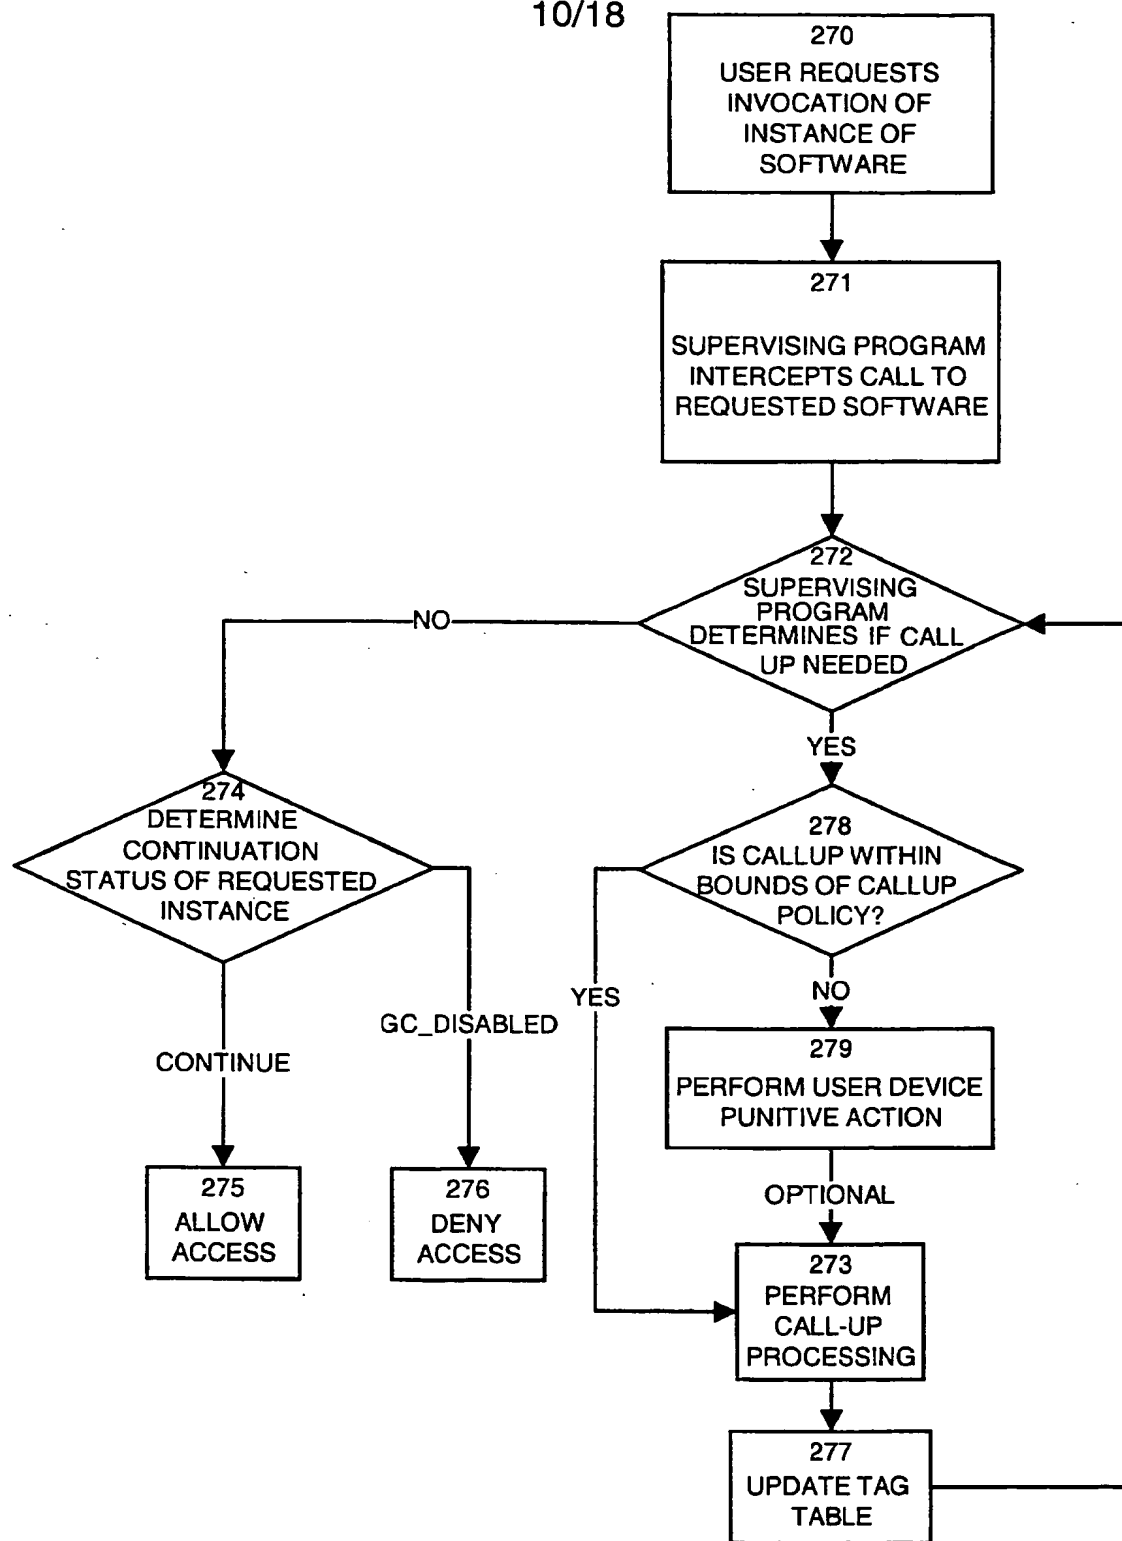 10/18
270
USER REQUESTS
INVOCATION OF
INSTANCE OF
SOFTWARE
271
SUPERVISING PROGRAM
INTERCEPTS CALL TO
REQUESTED SOFTWARE
272
SUPERVISING
PROGRAM
DETERMINES IF CALL
UP NEEDED
NO
YES
274
DETERMINE
CONTINUATION
STATUS OF REQUESTED
INSTANCE
278
IS CALLUP WITHIN
BOUNDS OF CALLUP
POLICY?
YES
NO
GC_DISABLED
CONTINUE
279
PERFORM USER DEVICE
PUNITIVE ACTION
OPTIONAL
275
ALLOW
ACCESS
276
DENY
ACCESS
273
PERFORM
CALL-UP
PROCESSING
277
UPDATE TAG
TABLE